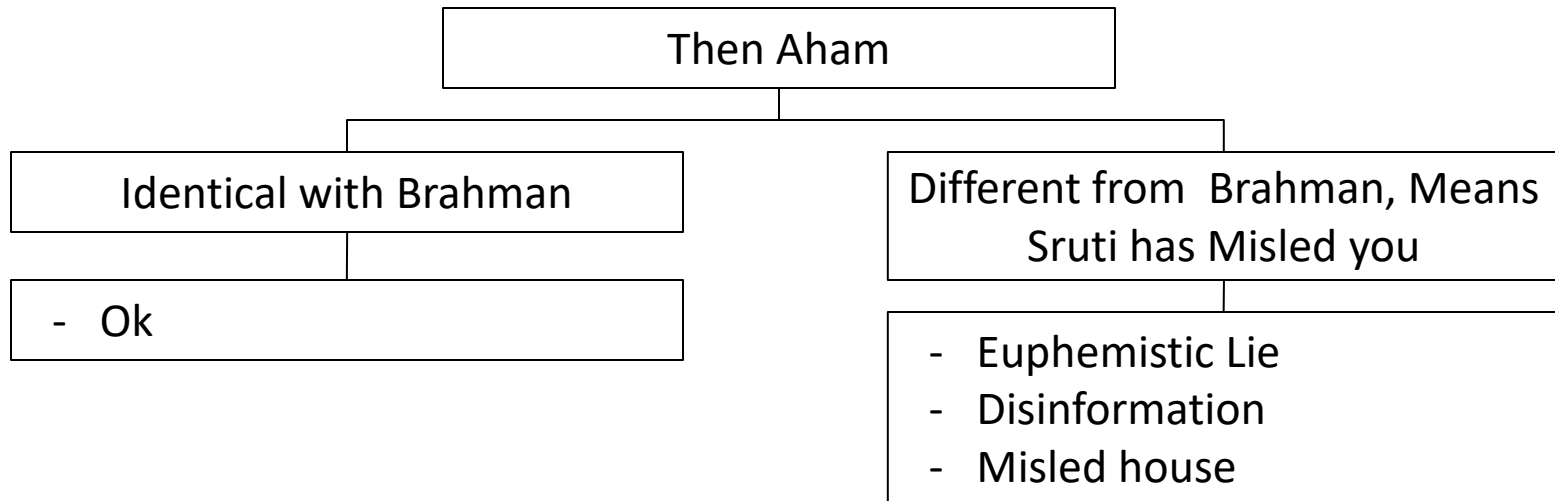 Then Aham
Identical with Brahman
- Ok
Different from Brahman, Means
Sruti has Misled you
- Euphemistic Lie
- Disinformation
- Misled house